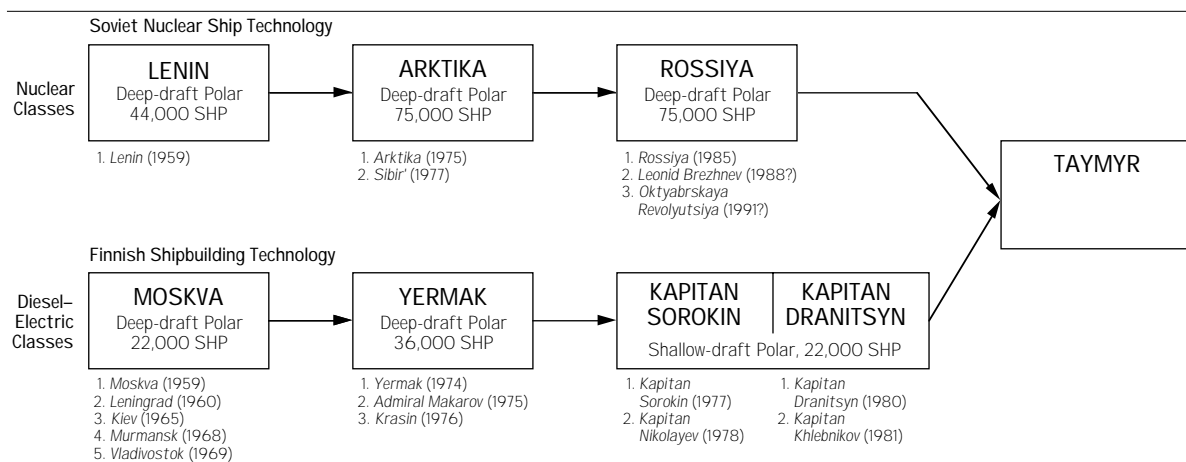 Soviet Nuclear Ship Technology
Nuclear
Classes
LENIN
Deep-draft Polar
44,000 SHP
1. Lenin (1959)
ARKTIKA
Deep-draft Polar
75,000 SHP
1. Arktika (1975)
2. Sibir' (1977)
ROSSIYA
Deep-draft Polar
75,000 SHP
1. Rossiya (1985)
2. Leonid Brezhnev (1988?)
3. Oktyabrskaya
Revolyutsiya (1991?)
TAYMYR
Finnish Shipbuilding Technology
Diesel–
Electric
Classes
MOSKVA
Deep-draft Polar
22,000 SHP
1. Moskva (1959)
2. Leningrad (1960)
3. Kiev (1965)
4. Murmansk (1968)
5. Vladivostok (1969)
YERMAK
Deep-draft Polar
36,000 SHP
1. Yermak (1974)
2. Admiral Makarov (1975)
3. Krasin (1976)
KAPITAN
SOROKIN
KAPITAN
DRANITSYN
Shallow-draft Polar, 22,000 SHP
1. Kapitan
Sorokin (1977)
2. Kapitan
Nikolayev (1978)
1. Kapitan
Dranitsyn (1980)
2. Kapitan
Khlebnikov (1981)